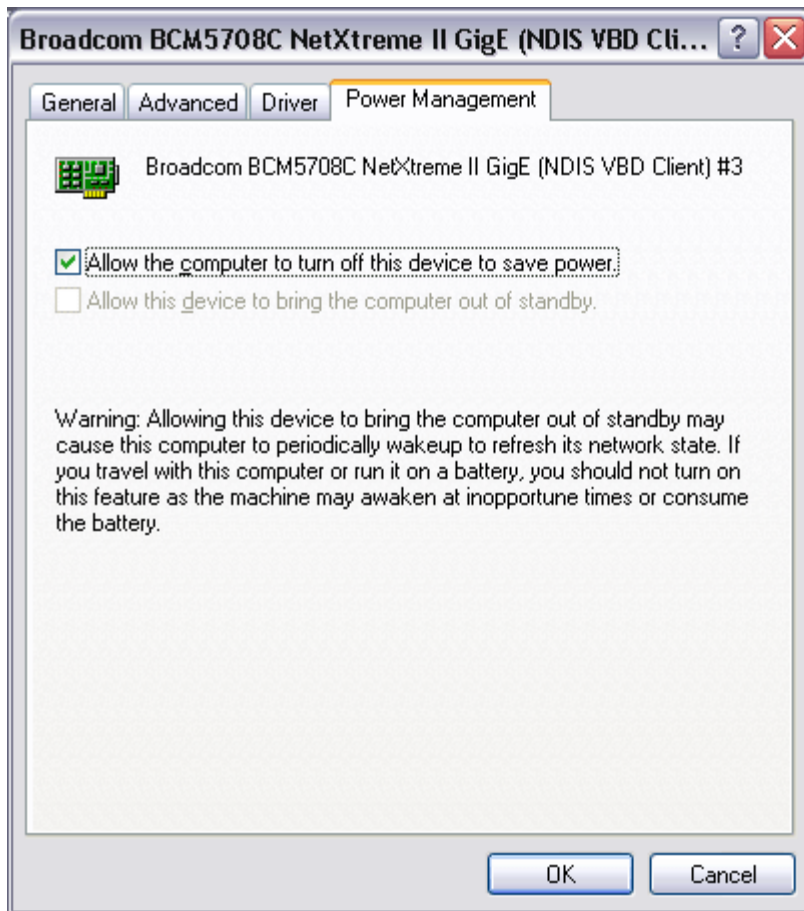 Broadcom BCM5708C NetXtreme II GigE (NDIS VBD Cli...
General Advanced Driver Power Management
Broadcom BCM5708C NetXtreme II GigE (NDIS VBD Client) #3
Allow the computer to turn off this device to save power.
Allow this device to bring the computer out of standby.
Warning: Allowing this device to bring the computer out of standby may
cause this computer to periodically wakeup to refresh its network state. If
you travel with this computer or run it on a battery, you should not turn on
this feature as the machine may awaken at inopportune times or consume
the battery.
OK Cancel